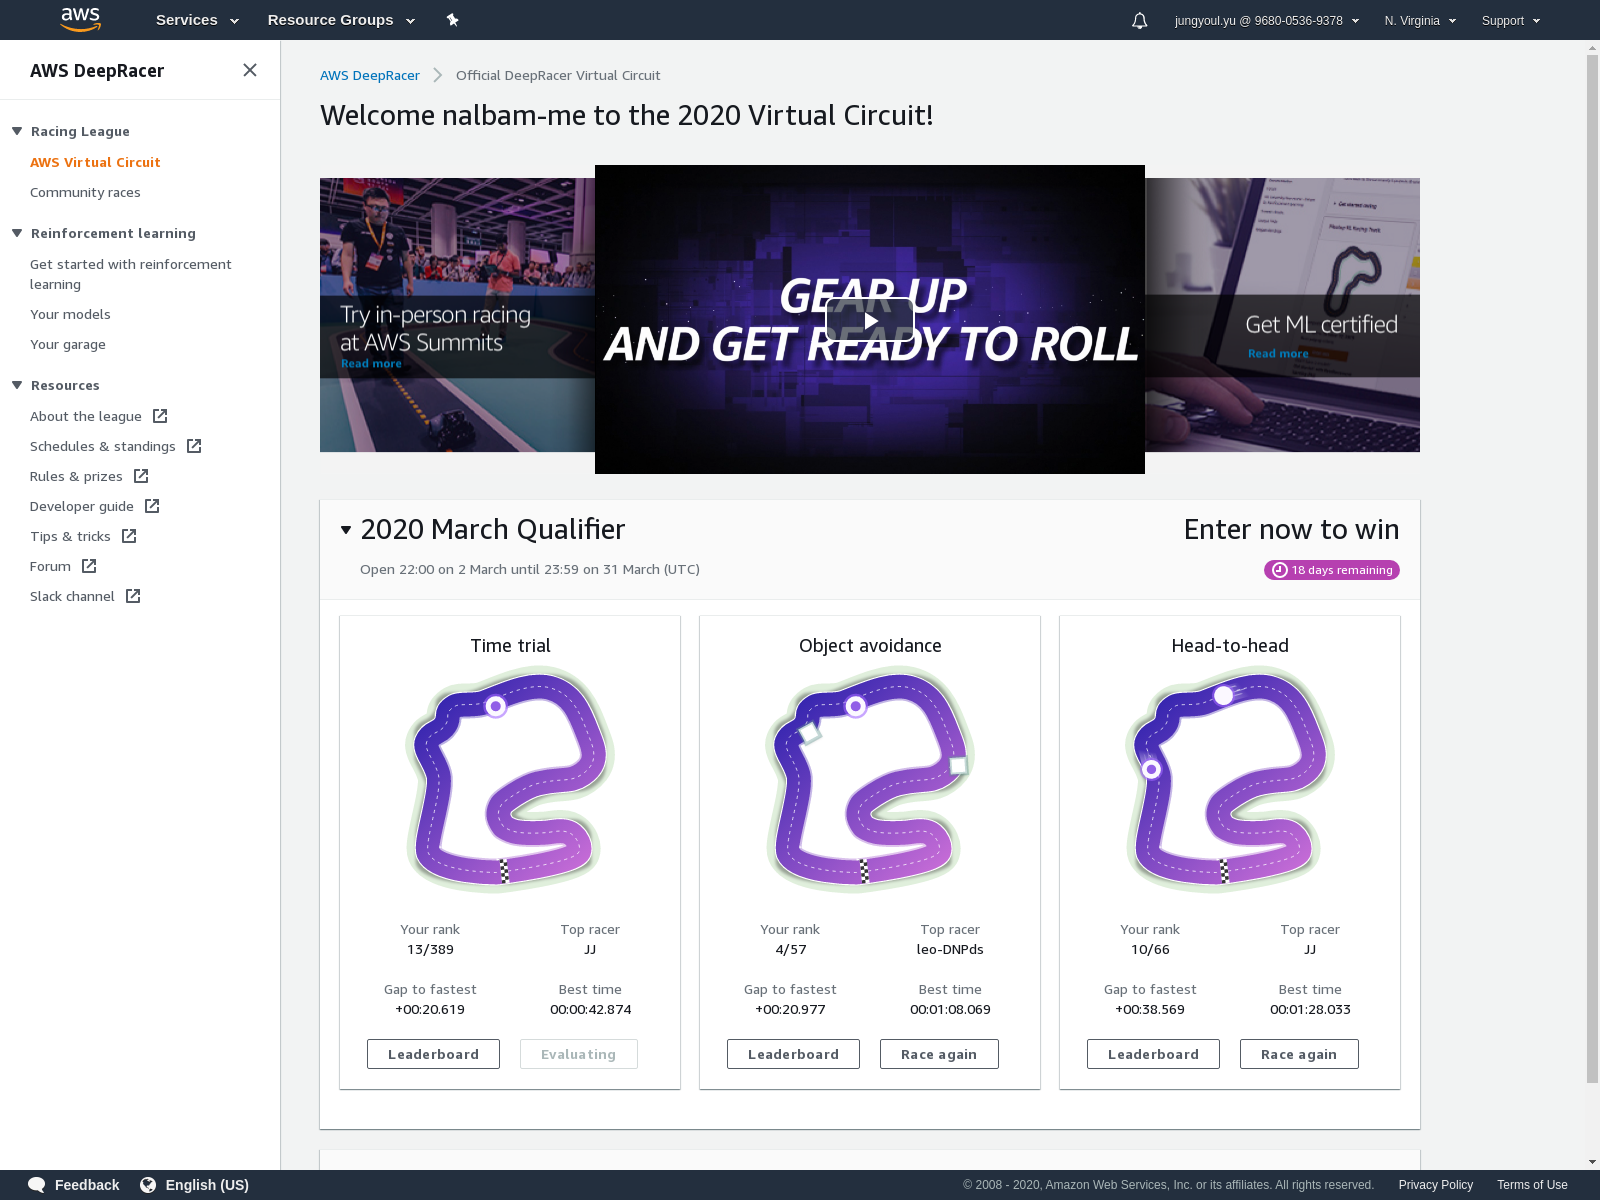 aws
Services
Resource Groups
jungyoul.yu @ 9680-0536-9378
N. Virginia
Support
AWS DeepRacer
Racing League
AWS Virtual Circuit
Community races
Reinforcement learning
Get started with reinforcement
learning
Your models
Your garage
Resources
About the league
Schedules & standings
Rules & prizes
Developer guide
Tips & tricks
Forum
Slack channel
AWS DeepRacer
Official DeepRacer Virtual Circuit
Welcome nalbam-me to the 2020 Virtual Circuit!
Try in-person racing
at AWS Summits
Read more
GEAR UP
AND GET READY TO ROLL
Get started racing
Get ML certified
Read more
2020 March Qualifier
Enter now to win
Open 22:00 on 2 March until 23:59 on 31 March (UTC)
18 days remaining
Time trial
Your rank
Top racer
13/389
JJ
Gap to fastest
Best time
+00:20.619
00:00:42.874
Leaderboard
Evaluating
Object avoidance
Your rank
Top racer
4/57
leo-DNPds
Gap to fastest
Best time
+00:20.977
00:01:08.069
Leaderboard
Race again
Head-to-head
Your rank
Top racer
10/66
JJ
Gap to fastest
Best time
+00:38.569
00:01:28.033
Leaderboard
Race again
Feedback
English (US)
© 2008 - 2020, Amazon Web Services, Inc. or its affiliates. All rights reserved.
Privacy Policy
Terms of Use